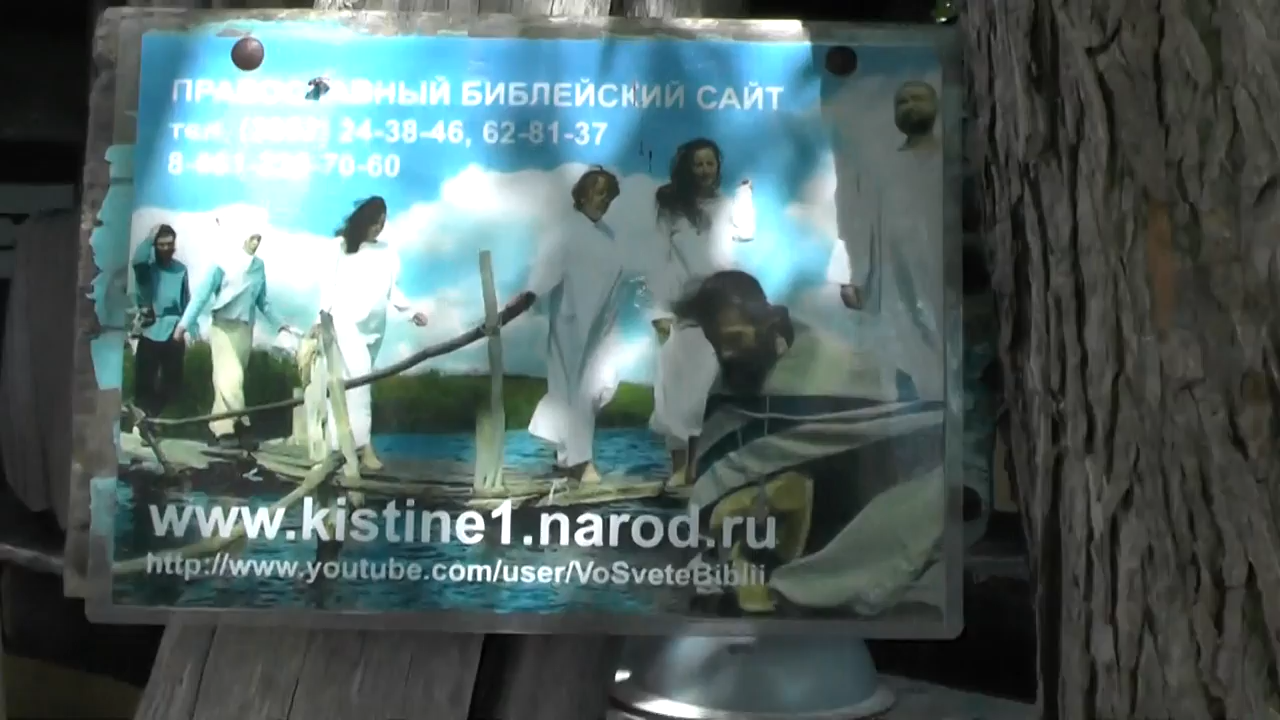 ПРАВОСЛАВНЫЙ БИБЛЕЙСКИЙ САЙТ
тел. 24-38-46, 62-81-37
www.kistine1.narod.ru
http://www.youtube.com/user/VoSveteBiblii